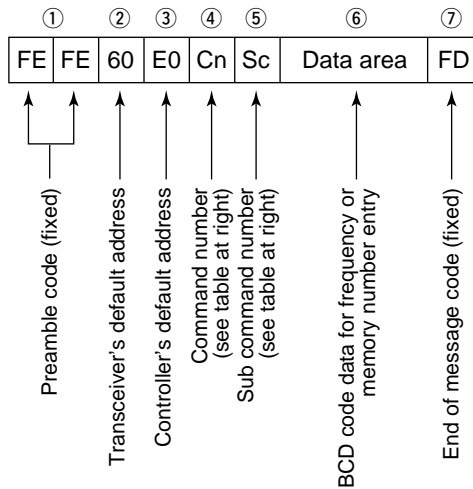 ① ② ③ ④ ⑤ ⑥ ⑦
FE FE 60 E0 Cn Sc Data area FD
Preamble code (fixed)
Transceiver's default address
Controller's default address
Command number
(see table at right)
Sub command number
(see table at right)
BCD code data for frequency or
memory number entry
End of message code (fixed)